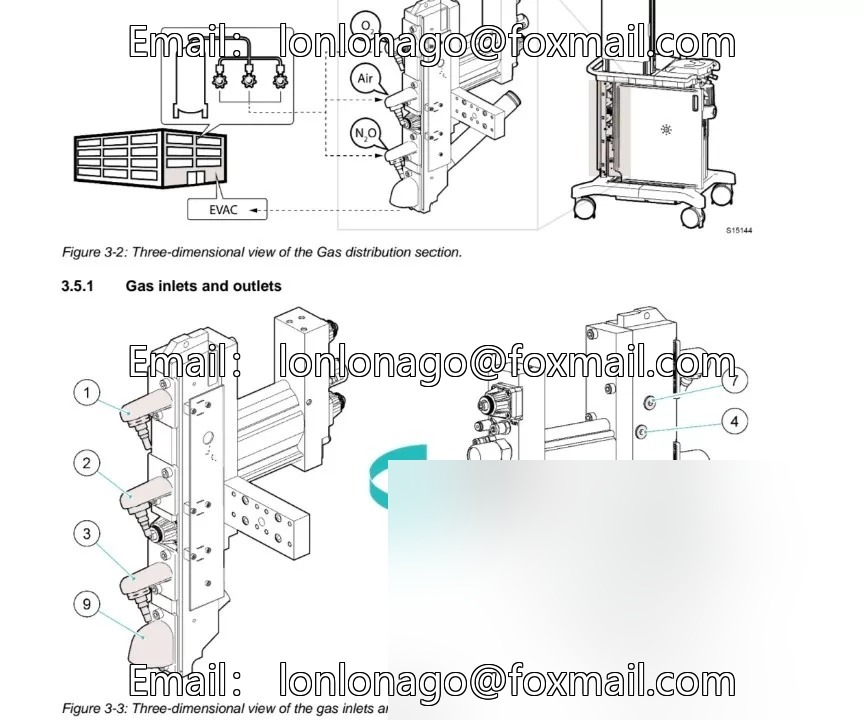 Email： lonlonago@foxmail.com
O2
Air
N2O
EVAC
S15144
Figure 3-2: Three-dimensional view of the Gas distribution section.
3.5.1 Gas inlets and outlets
Email： lonlonago@foxmail.com
1
7
4
2
3
9
Email： lonlonago@foxmail.com
Figure 3-3: Three-dimensional view of the gas inlets